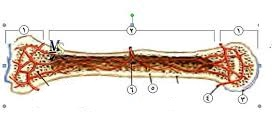 ١ ٢ ١
٦ ٥ ٤ ٣